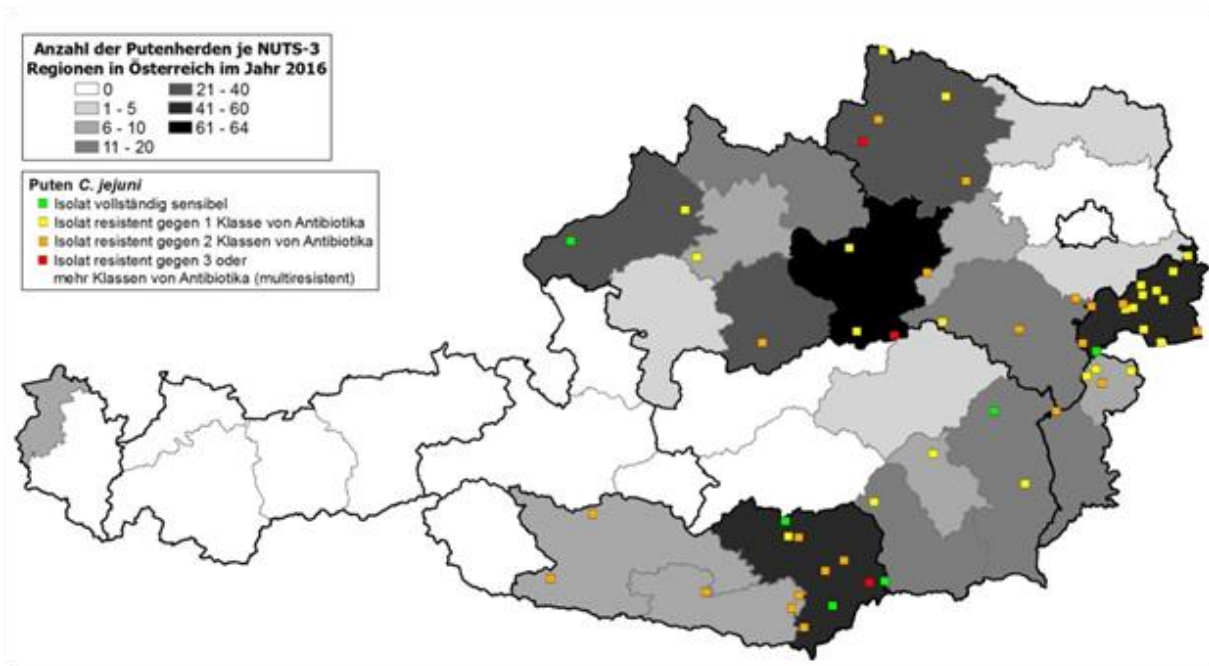 Anzahl der Putenherden je NUTS-3
Regionen in Österreich im Jahr 2016
0
21 - 40
1 - 5
41 - 60
6 - 10
61 - 64
11 - 20
Puten C. jejuni
Isolat vollständig sensibel
Isolat resistent gegen 1 Klasse von Antibiotika
Isolat resistent gegen 2 Klassen von Antibiotika
Isolat resistent gegen 3 oder
mehr Klassen von Antibiotika (multiresistent)